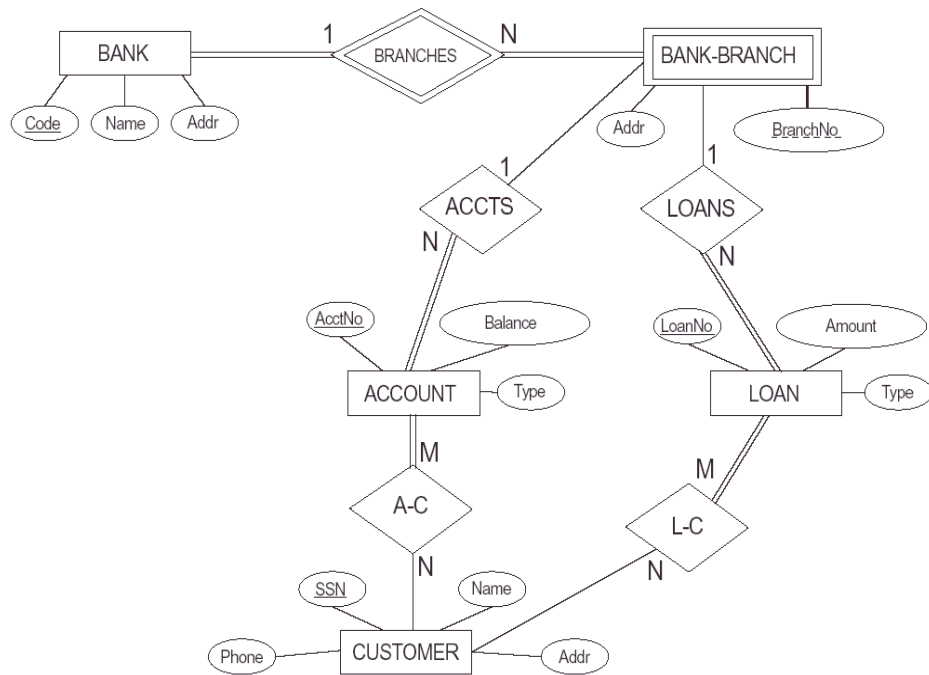 BANK
1
BRANCHES
N
BANK-BRANCH
Code
Name
Addr
Addr
BranchNo
1
ACCTS
N
1
LOANS
N
AcctNo
Balance
ACCOUNT
Type
LoanNo
Amount
LOAN
Type
M
A-C
N
M
L-C
N
SSN
Name
Phone
CUSTOMER
Addr